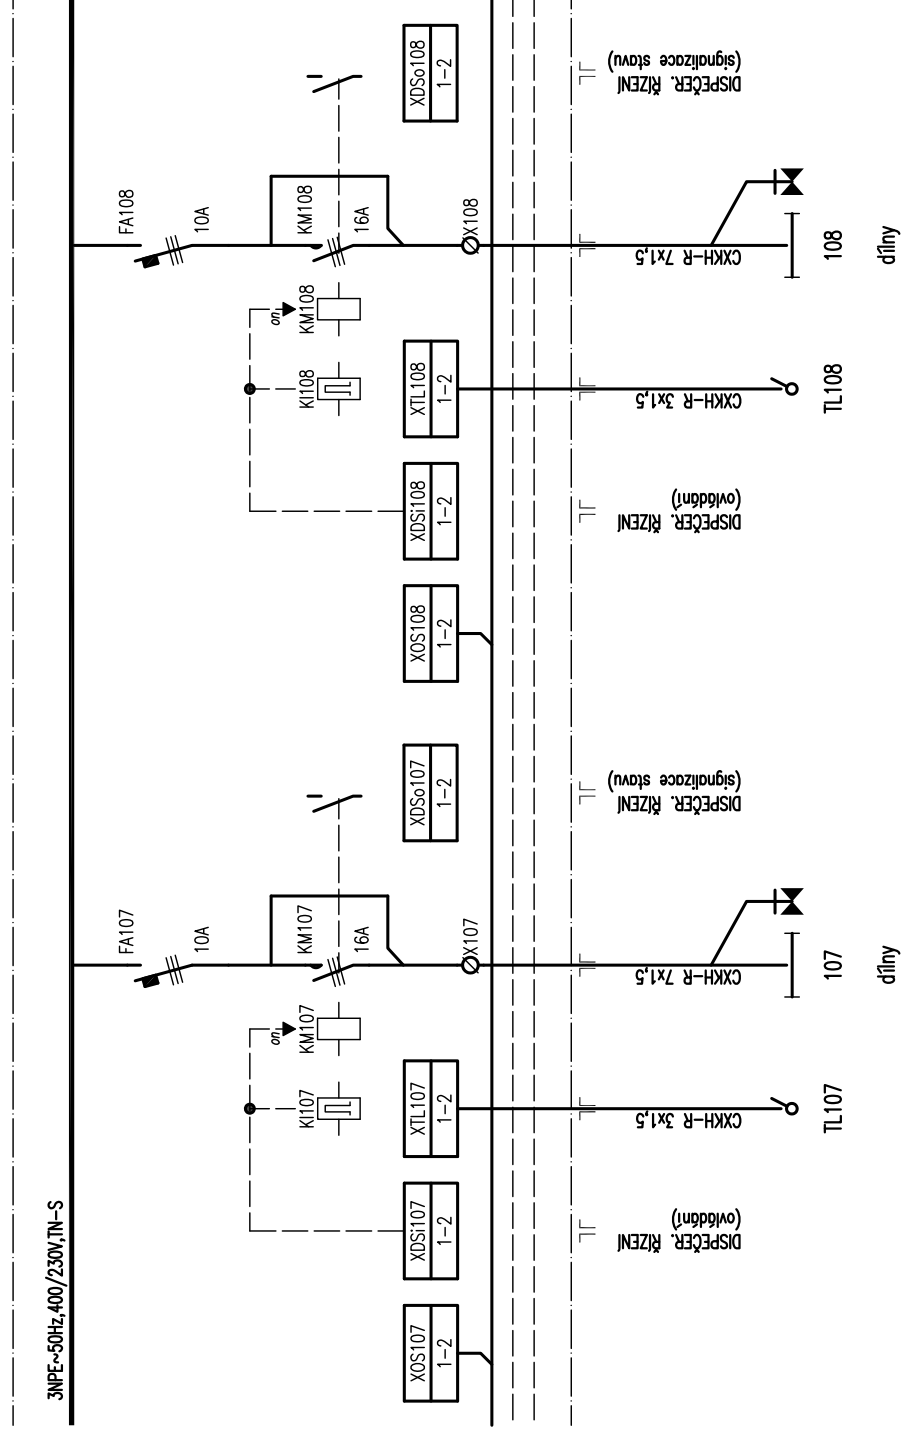 3NPE~50Hz,400/230V,TN-S
FA107
10A
KM107
16A
X107
on
KM107
KI107
XOS107
1-2
XDSi107
1-2
XTL107
1-2
XDSo107
1-2
DISPEČER. ŘÍZENÍ
(ovládání)
CXKH-R 3x1,5
CXKH-R 7x1,5
DISPEČER. ŘÍZENÍ
(signalizace stavu)
TL107
107
dílny
FA108
10A
KM108
16A
X108
on
KM108
KI108
XOS108
1-2
XDSi108
1-2
XTL108
1-2
XDSo108
1-2
DISPEČER. ŘÍZENÍ
(ovládání)
CXKH-R 3x1,5
CXKH-R 7x1,5
DISPEČER. ŘÍZENÍ
(signalizace stavu)
TL108
108
dílny